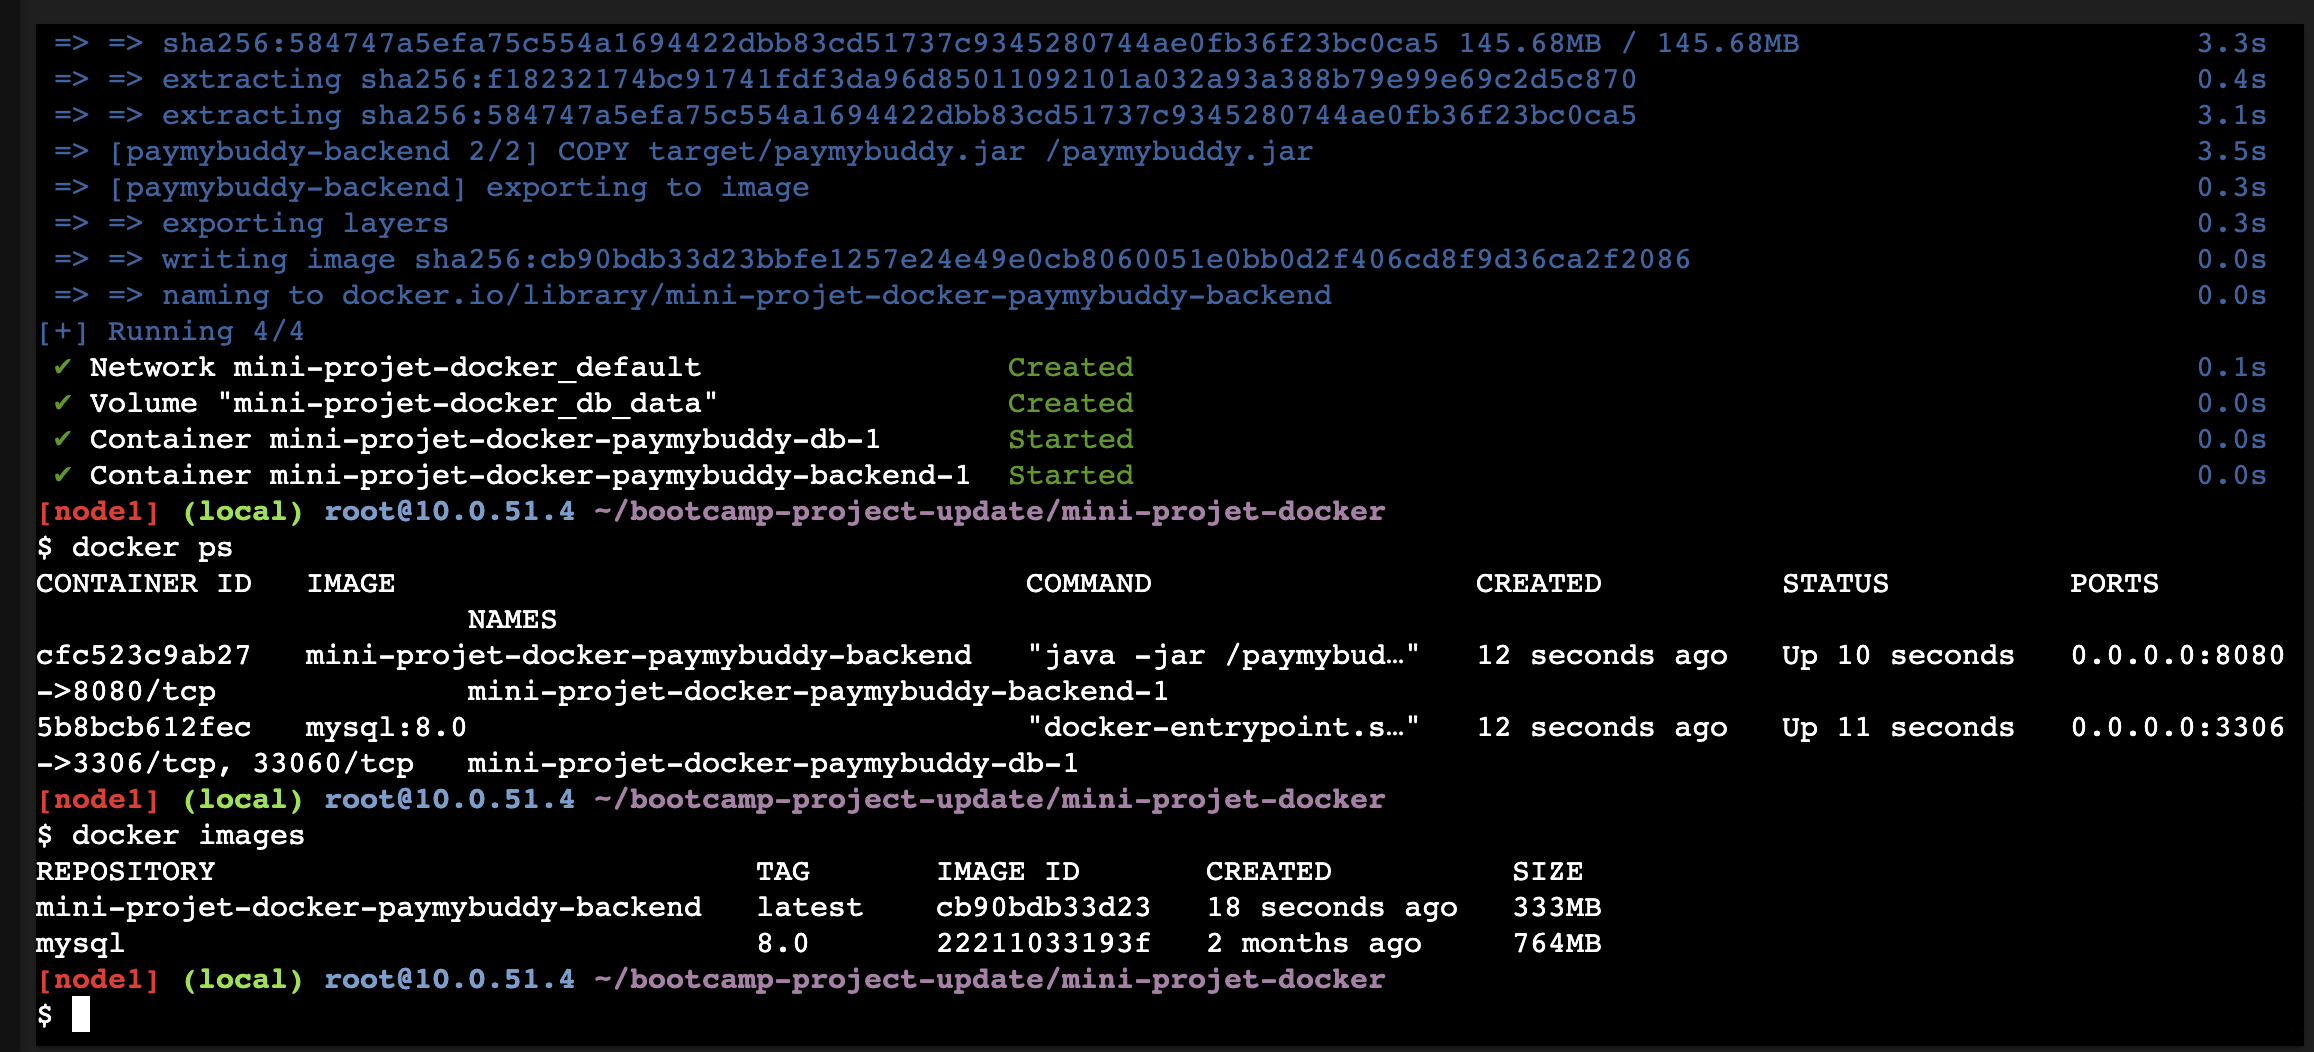 => => sha256:584747a5efa75c554a1694422dbb83cd51737c9345280744ae0fb36f23bc0ca5 145.68MB / 145.68MB 3.3s
=> => extracting sha256:f18232174bc91741fdf3da96d85011092101a032a93a388b79e99e69c2d5c870 0.4s
=> => extracting sha256:584747a5efa75c554a1694422dbb83cd51737c9345280744ae0fb36f23bc0ca5 3.1s
=> [paymybuddy-backend 2/2] COPY target/paymybuddy.jar /paymybuddy.jar 3.5s
=> [paymybuddy-backend] exporting to image 0.3s
=> => exporting layers 0.3s
=> => writing image sha256:cb90bdb33d23bbfe1257e24e49e0cb8060051e0bb0d2f406cd8f9d36ca2f2086 0.0s
=> => naming to docker.io/library/mini-projet-docker-paymybuddy-backend 0.0s
[+] Running 4/4
✔ Network mini-projet-docker_default Created 0.1s
✔ Volume "mini-projet-docker_db_data" Created 0.0s
✔ Container mini-projet-docker-paymybuddy-db-1 Started 0.0s
✔ Container mini-projet-docker-paymybuddy-backend-1 Started 0.0s
[node1] (local) root@10.0.51.4 ~/bootcamp-project-update/mini-projet-docker
$ docker ps
CONTAINER ID IMAGE COMMAND CREATED STATUS PORTS
NAMES
cfc523c9ab27 mini-projet-docker-paymybuddy-backend "java -jar /paymybud…" 12 seconds ago Up 10 seconds 0.0.0.0:8080
->8080/tcp mini-projet-docker-paymybuddy-backend-1
5b8bcb612fec mysql:8.0 "docker-entrypoint.s…" 12 seconds ago Up 11 seconds 0.0.0.0:3306
->3306/tcp, 33060/tcp mini-projet-docker-paymybuddy-db-1
[node1] (local) root@10.0.51.4 ~/bootcamp-project-update/mini-projet-docker
$ docker images
REPOSITORY TAG IMAGE ID CREATED SIZE
mini-projet-docker-paymybuddy-backend latest cb90bdb33d23 18 seconds ago 333MB
mysql 8.0 22211033193f 2 months ago 764MB
[node1] (local) root@10.0.51.4 ~/bootcamp-project-update/mini-projet-docker
$